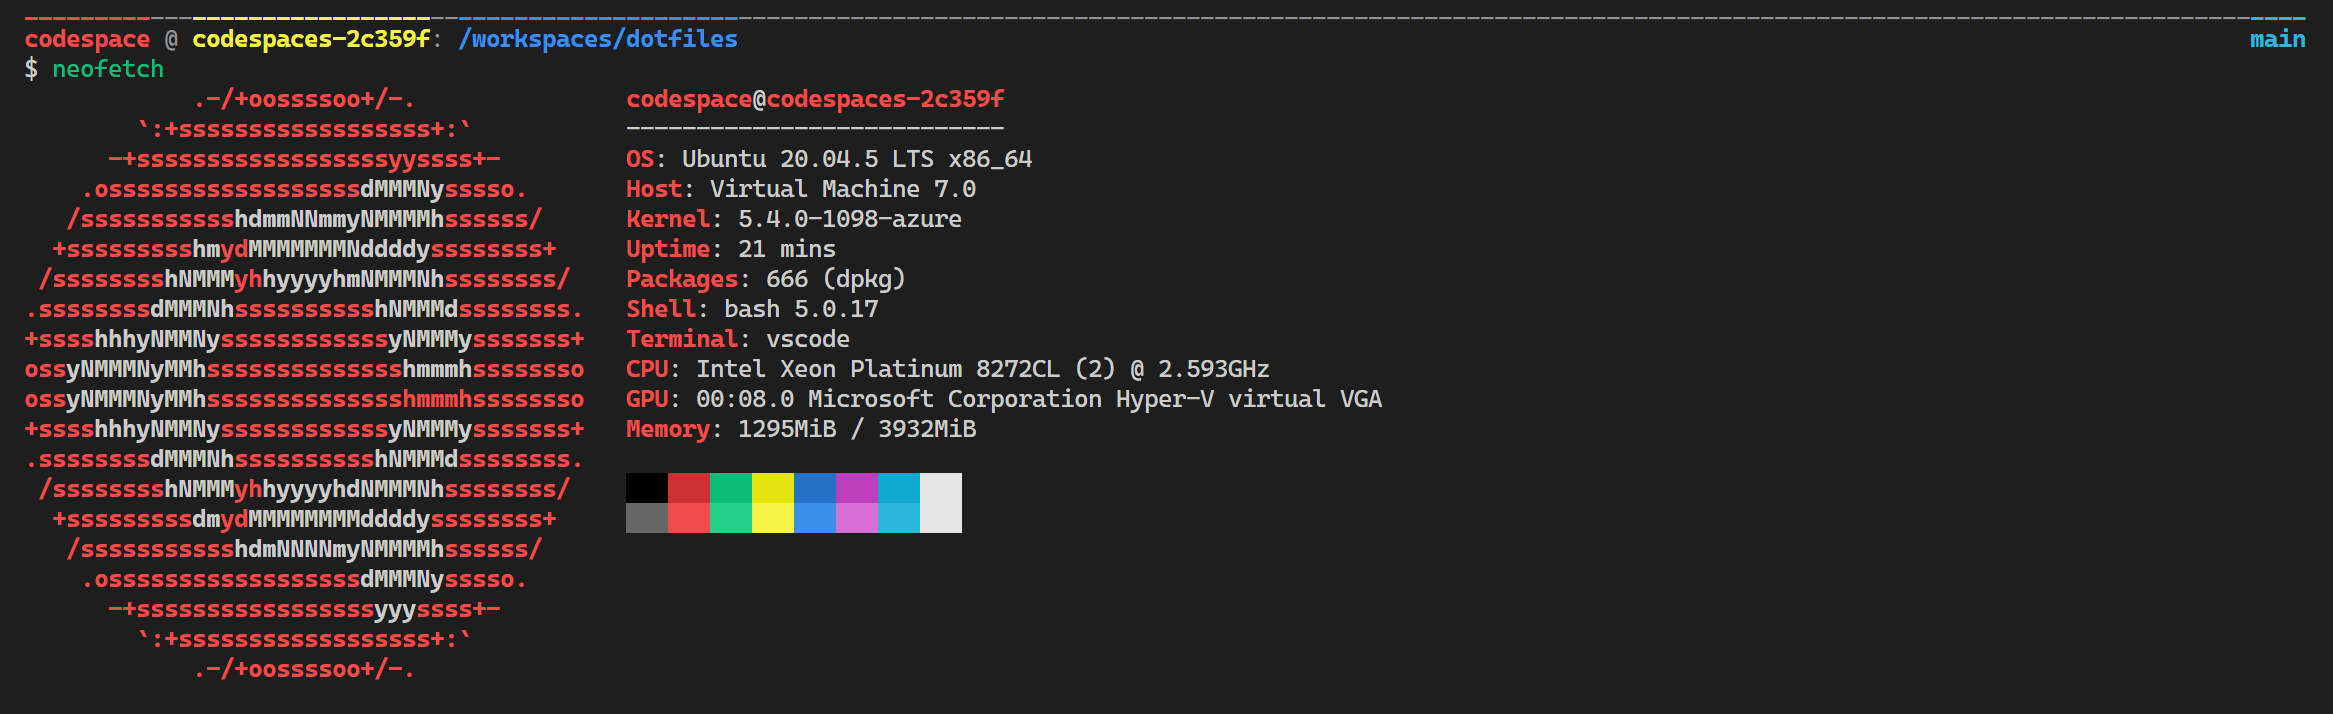 codespace @ codespaces-2c359f: /workspaces/dotfiles main
$ neofetch
.-/+oossssoo+/-. codespace@codespaces-2c359f
`:+ssssssssssssssssss+:` ---------------------------
-+ssssssssssssssssssyyssss+- OS: Ubuntu 20.04.5 LTS x86_64
.ossssssssssssssssssdMMMNysssso. Host: Virtual Machine 7.0
/ssssssssssshdmmNNmmyNMMMMhssssss/ Kernel: 5.4.0-1098-azure
+ssssssssshmydMMMMMMMNddddyssssssss+ Uptime: 21 mins
/sssssssshNMMMyhhyyyyhmNMMMNhssssssss/ Packages: 666 (dpkg)
.ssssssssdMMMNhsssssssssshNMMMdssssssss. Shell: bash 5.0.17
+sssshhhyNMMNyssssssssssssyNMMMysssssss+ Terminal: vscode
ossyNMMMNyMMhsssssssssssssshmmmhssssssso CPU: Intel Xeon Platinum 8272CL (2) @ 2.593GHz
ossyNMMMNyMMhsssssssssssssshmmmhssssssso GPU: 00:08.0 Microsoft Corporation Hyper-V virtual VGA
+sssshhhyNMMNyssssssssssssyNMMMysssssss+ Memory: 1295MiB / 3932MiB
.ssssssssdMMMNhsssssssssshNMMMdssssssss.
/sssssssshNMMMyhhyyyyhdNMMMNhssssssss/
+sssssssssdmydMMMMMMMMddddyssssssss+
/ssssssssssshdmNNNNmyNMMMMhssssss/
.ossssssssssssssssssdMMMNysssso.
-+sssssssssssssssssyyyssss+-
`:+ssssssssssssssssss+:`
.-/+oossssoo+/-.